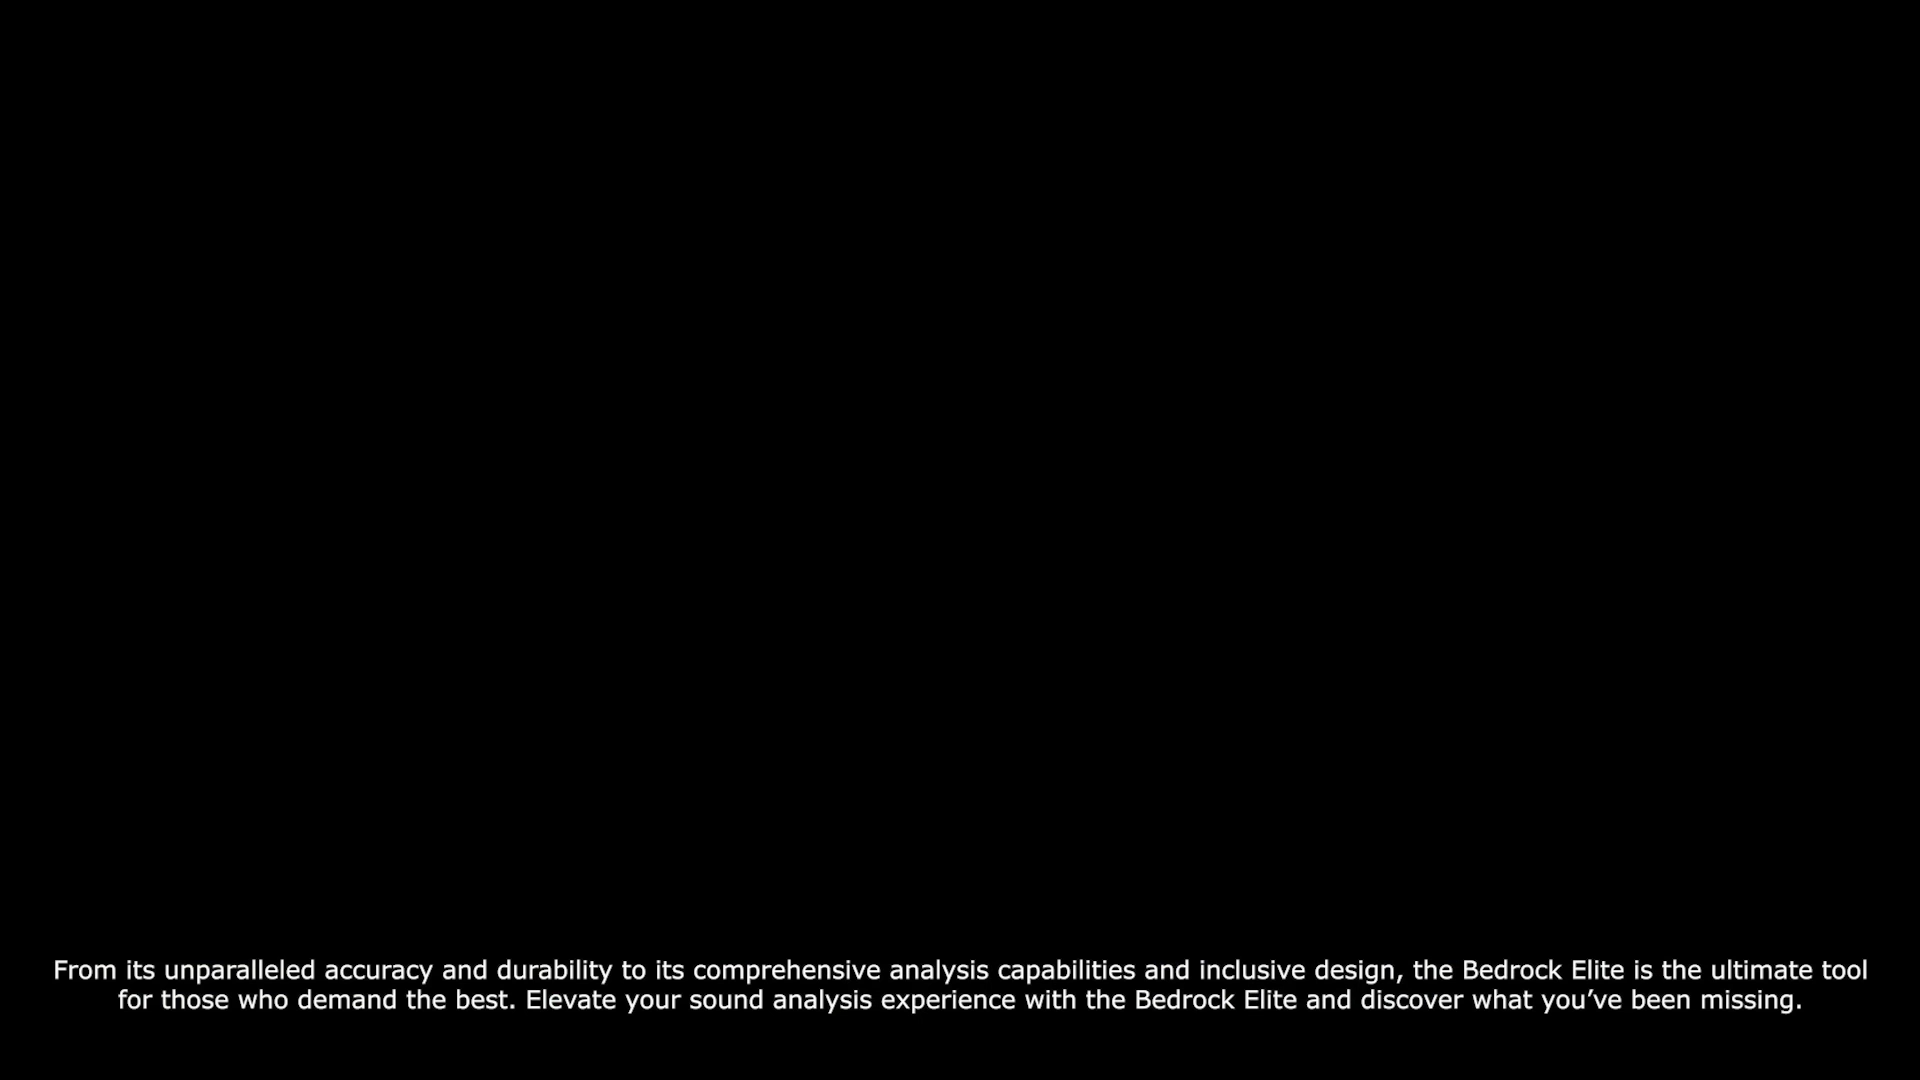 From its unparalleled accuracy and durability to its comprehensive analysis capabilities and inclusive design, the Bedrock Elite is the ultimate tool
for those who demand the best. Elevate your sound analysis experience with the Bedrock Elite and discover what you’ve been missing.